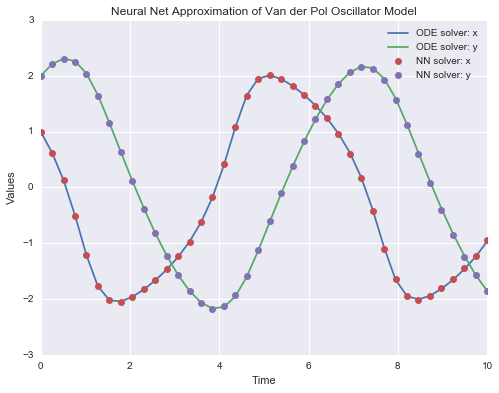 Neural Net Approximation of Van der Pol Oscillator Model
ODE solver: x
ODE solver: y
NN solver: x
NN solver: y
Values
3
2
1
0
−1
−2
−3
0
2
4
6
8
10
Time